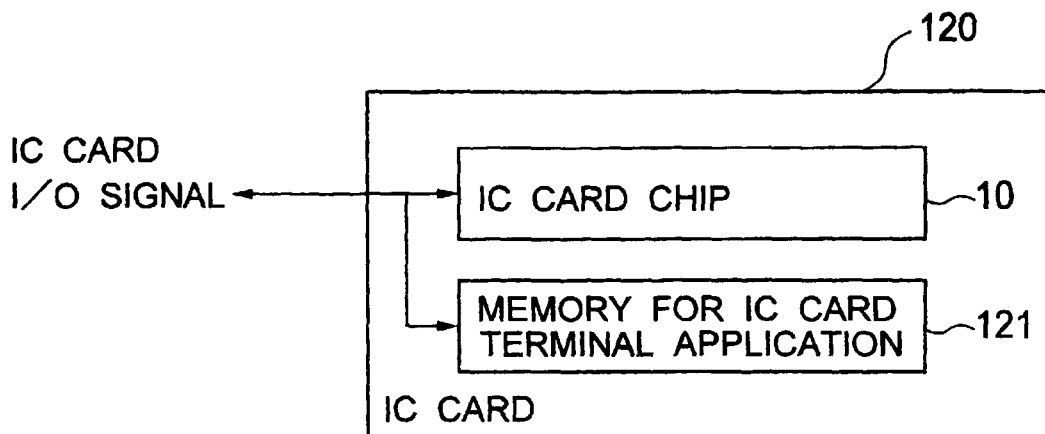 120
IC CARD
I/O SIGNAL
IC CARD CHIP
10
MEMORY FOR IC CARD
TERMINAL APPLICATION
121
IC CARD